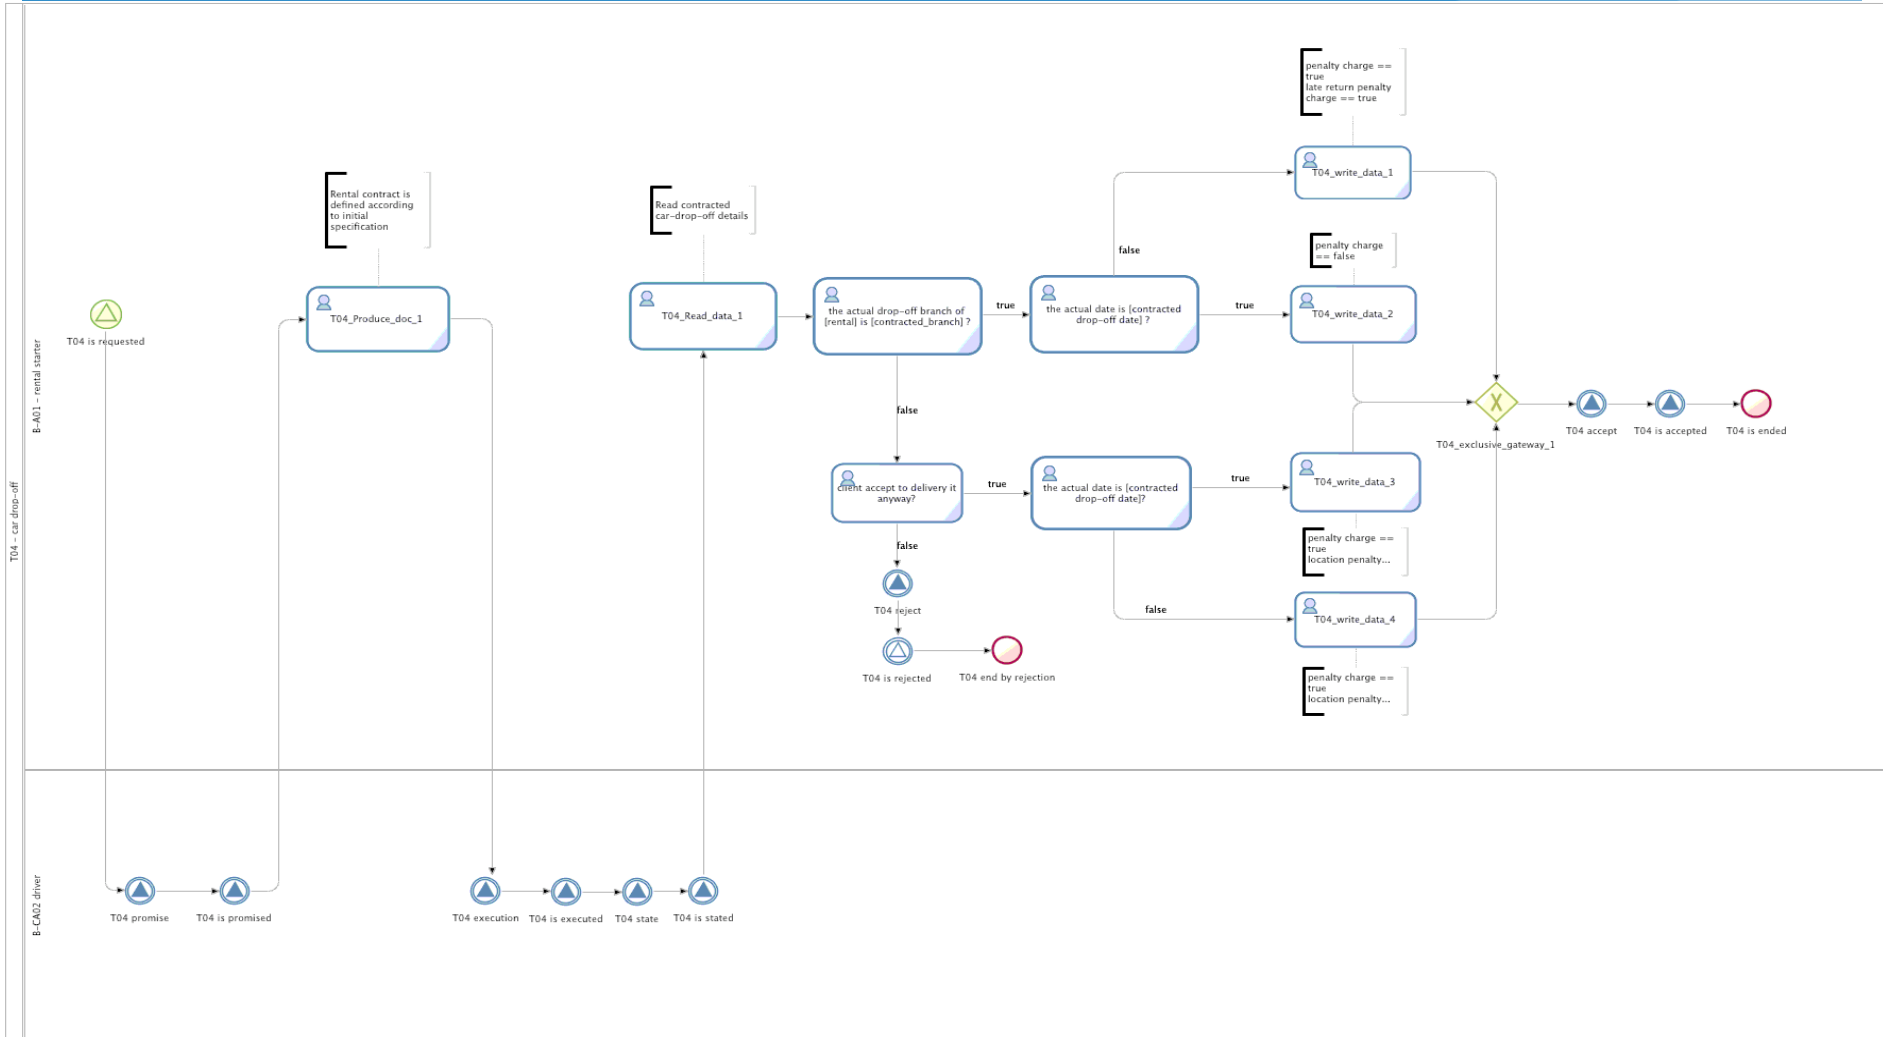 T04 – car drop-off
B-A01 – rental starter
B-CA02 driver
T04 is requested
Rental contract is
defined according
to initial
specification
T04_Produce_doc_1
Read contracted
car-drop-off details
T04_Read_data_1
the actual drop-off branch of
[rental] is [contracted_branch] ?
true
the actual date is [contracted
drop-off date] ?
false
true
penalty charge ==
true
late return penalty
charge == true
T04_write_data_1
penalty charge
== false
T04_write_data_2
false
client accept to delivery it
anyway?
true
the actual date is [contracted
drop-off date]?
true
T04_write_data_3
penalty charge ==
true
location penalty...
false
T04_write_data_4
penalty charge ==
true
location penalty...
false
T04 reject
T04 is rejected
T04 end by rejection
T04_exclusive_gateway_1
T04 accept
T04 is accepted
T04 is ended
T04 promise
T04 is promised
T04 execution
T04 is executed
T04 state
T04 is stated